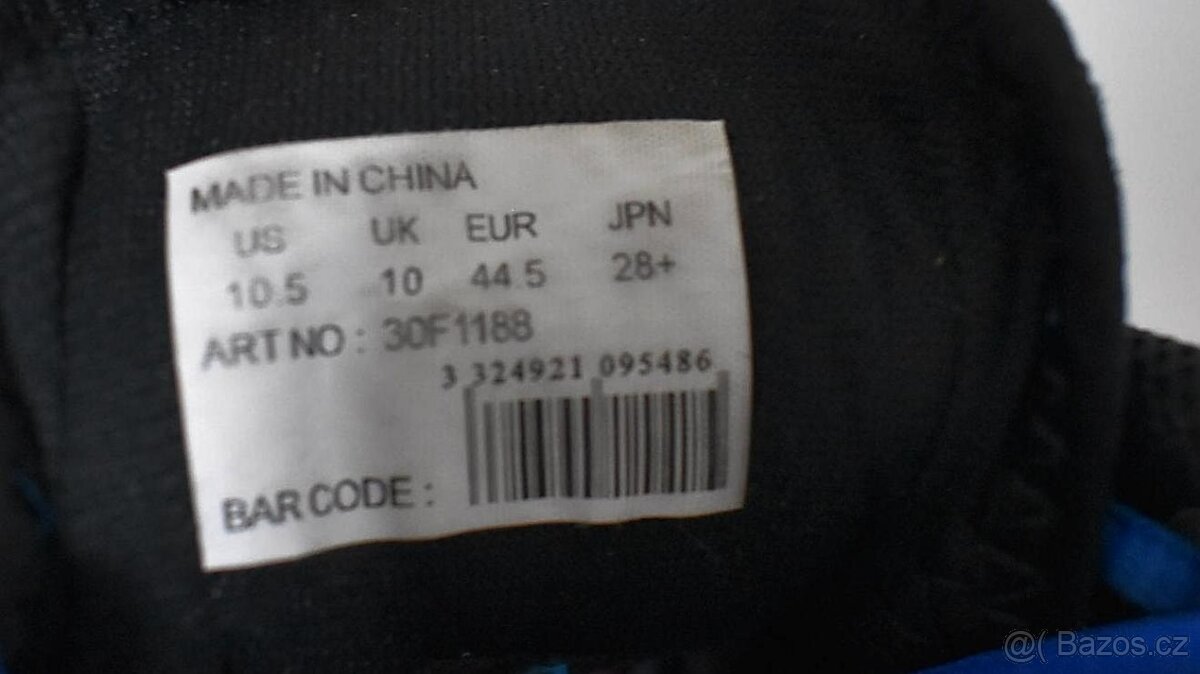 MADE IN CHINA
US UK EUR JPN
10.5 10 44.5 28+
ART NO : 30F1188
3 324921 095486
BAR CODE :
@( Bazos.cz